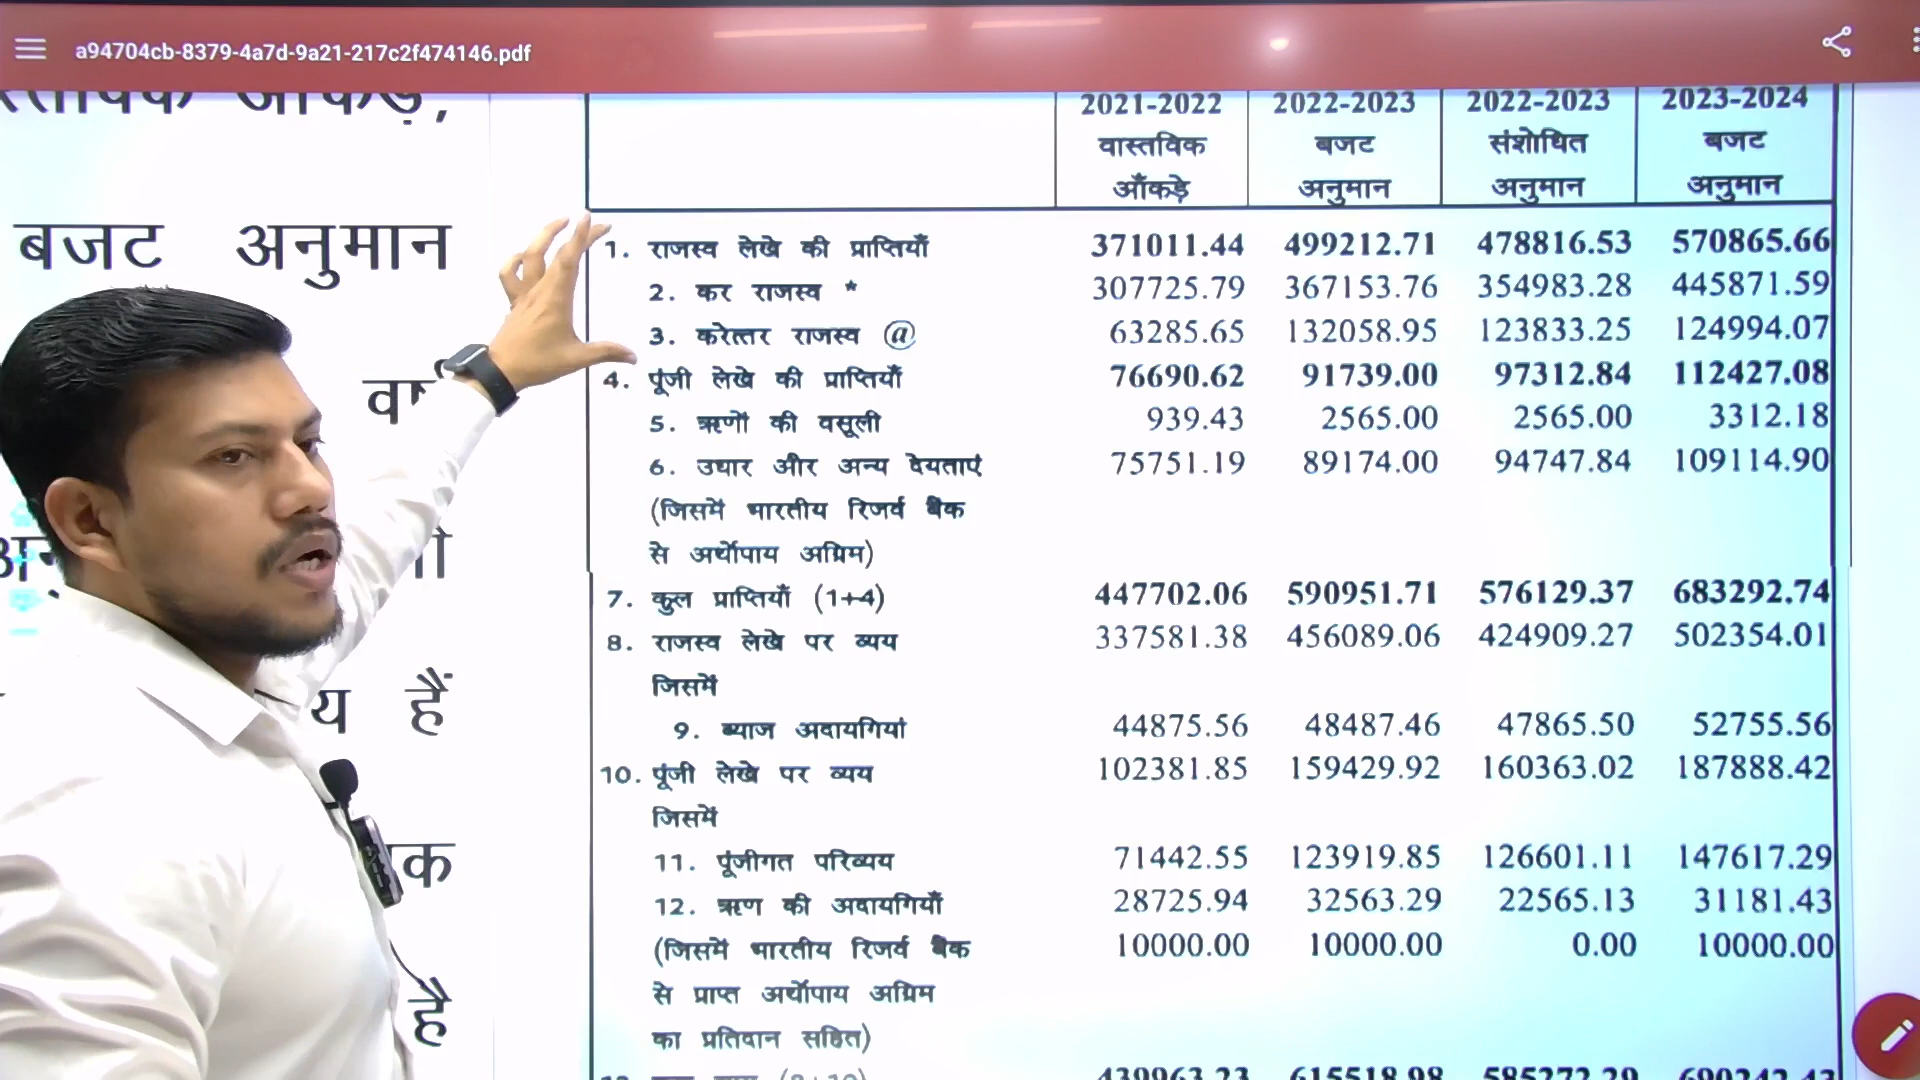 a94704cb-8379-4a7d-9a21-217c2f474146.pdf
आँकड़े,
बजट अनुमान
हैं
है
2021-2022 2022-2023 2022-2023 2023-2024
वास्तविक बजट संशोधित बजट
आँकड़े अनुमान अनुमान अनुमान
1. राजस्व लेखे की प्राप्तियाँ 371011.44 499212.71 478816.53 570865.66
2. कर राजस्व * 307725.79 367153.76 354983.28 445871.59
3. करेत्तर राजस्व @ 63285.65 132058.95 123833.25 124994.07
4. पूंजी लेखे की प्राप्तियाँ 76690.62 91739.00 97312.84 112427.08
5. ऋणों की वसूली 939.43 2565.00 2565.00 3312.18
6. उधार और अन्य देयताएं 75751.19 89174.00 94747.84 109114.90
(जिसमें भारतीय रिजर्व बैंक
से अर्थोपाय अग्रिम)
7. कुल प्राप्तियाँ (1+4) 447702.06 590951.71 576129.37 683292.74
8. राजस्व लेखे पर व्यय 337581.38 456089.06 424909.27 502354.01
जिसमें
9. ब्याज अदायगियां 44875.56 48487.46 47865.50 52755.56
10. पूंजी लेखे पर व्यय 102381.85 159429.92 160363.02 187888.42
जिसमें
11. पूंजीगत परिव्यय 71442.55 123919.85 126601.11 147617.29
12. ऋण की अदायगियाँ 28725.94 32563.29 22565.13 31181.43
(जिसमें भारतीय रिजर्व बैंक 10000.00 10000.00 0.00 10000.00
से प्राप्त अर्थोपाय अग्रिम
का प्रतिदान सहित)
439963.23 615518.98 585272.29 690242.43